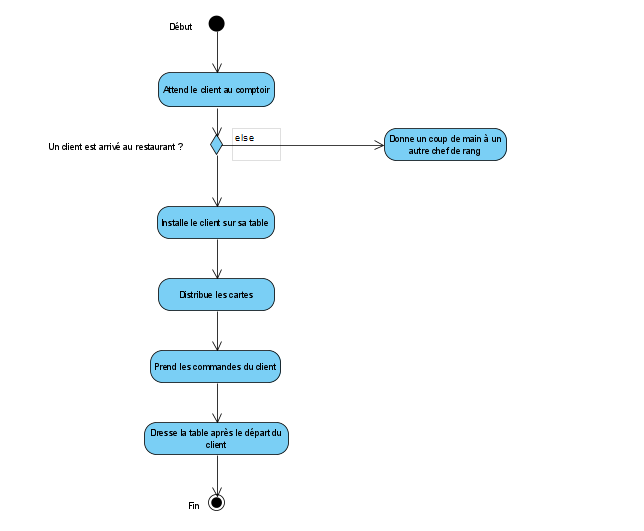 Début
Attend le client au comptoir
else
Un client est arrivé au restaurant ?
Donne un coup de main à un
autre chef de rang
Installe le client sur sa table
Distribue les cartes
Prend les commandes du client
Dresse la table après le départ du
client
Fin